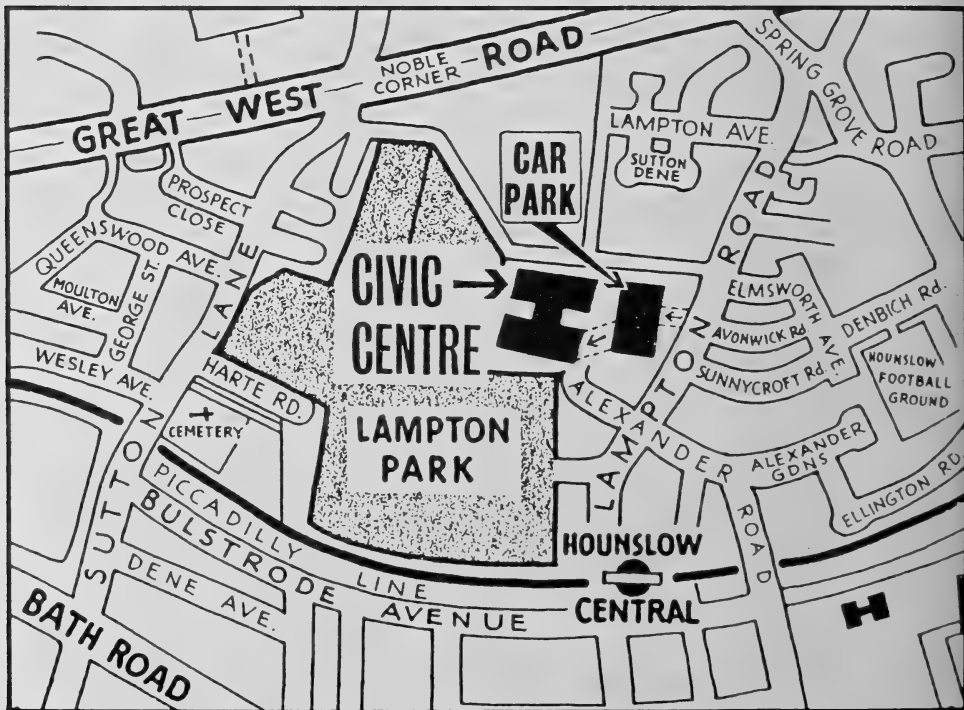 GREAT WEST ROAD
NOBLE
CORNER
SPRING GROVE ROAD
LAMPTON AVE.
SUTTON
DENE
CAR
PARK
PROSPECT
CLOSE
QUEENSWOOD AVE.
MOULTON
AVE.
GEORGE ST.
WESLEY AVE.
SUTTON LANE
HARTE RD.
CEMETERY
CIVIC
CENTRE
LAMPTON
PARK
LAMPTON ROAD
ELMSWORTH AVE
AVONWICK Rd
SUNNYCROFT Rd.
DENBICH Rd.
HOUNSLOW
FOOTBALL
GROUND
ALEXANDER ROAD
ALEXANDER
GDNS
ELLINGTON RD.
HOUNSLOW
CENTRAL
PICCADILLY LINE
BULSTRODE AVENUE
DENE AVE.
BATH ROAD